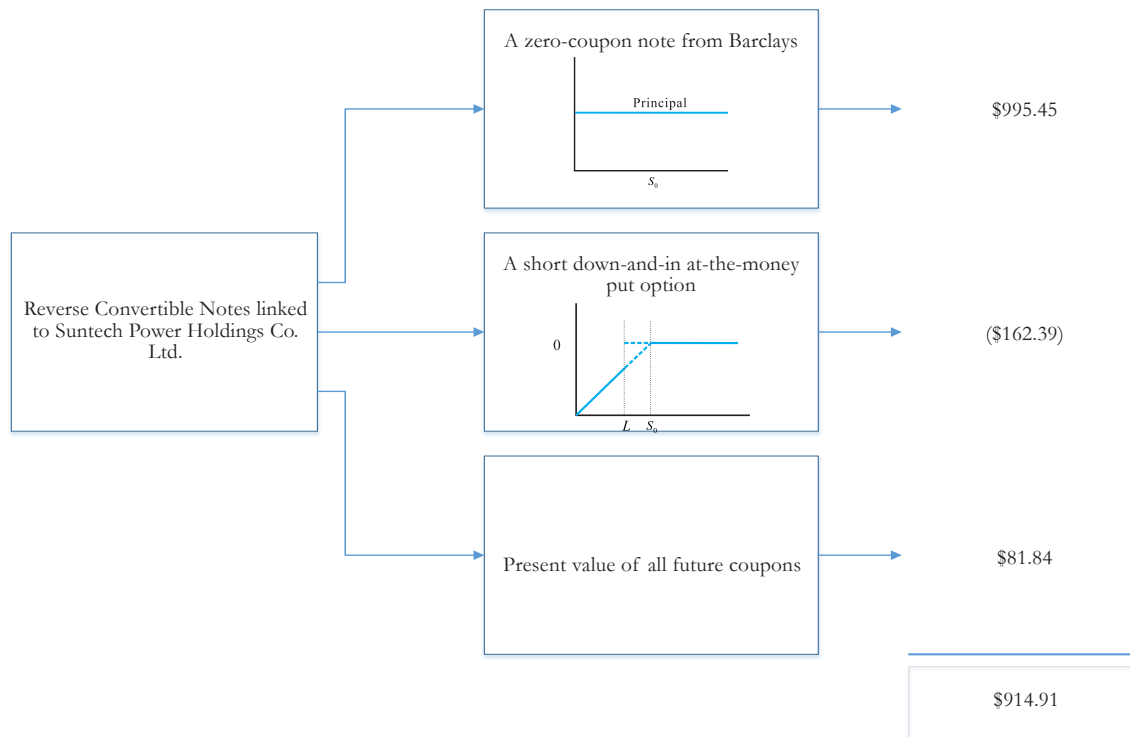 A zero-coupon note from Barclays
Principal
S₀
$995.45
Reverse Convertible Notes linked
to Suntech Power Holdings Co.
Ltd.
A short down-and-in at-the-money
put option
0
L S₀
($162.39)
Present value of all future coupons
$81.84
$914.91